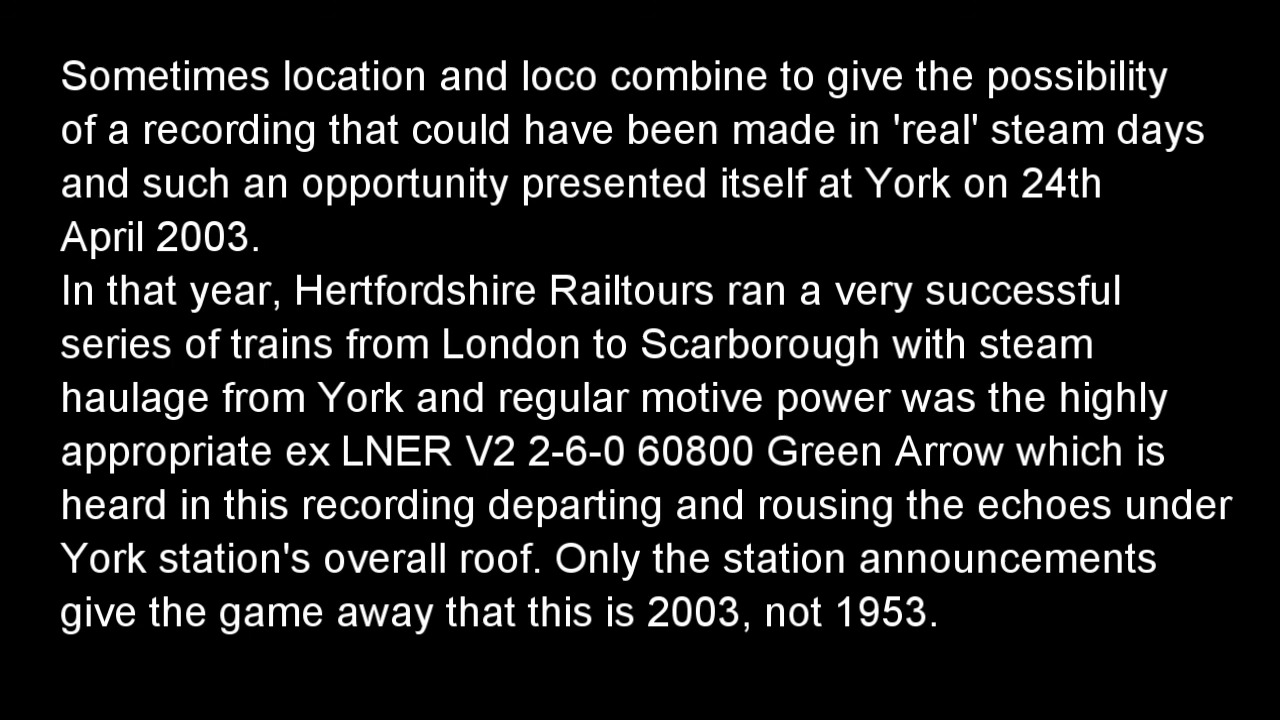 Sometimes location and loco combine to give the possibility
of a recording that could have been made in 'real' steam days
and such an opportunity presented itself at York on 24th
April 2003.
In that year, Hertfordshire Railtours ran a very successful
series of trains from London to Scarborough with steam
haulage from York and regular motive power was the highly
appropriate ex LNER V2 2-6-0 60800 Green Arrow which is
heard in this recording departing and rousing the echoes under
York station's overall roof. Only the station announcements
give the game away that this is 2003, not 1953.